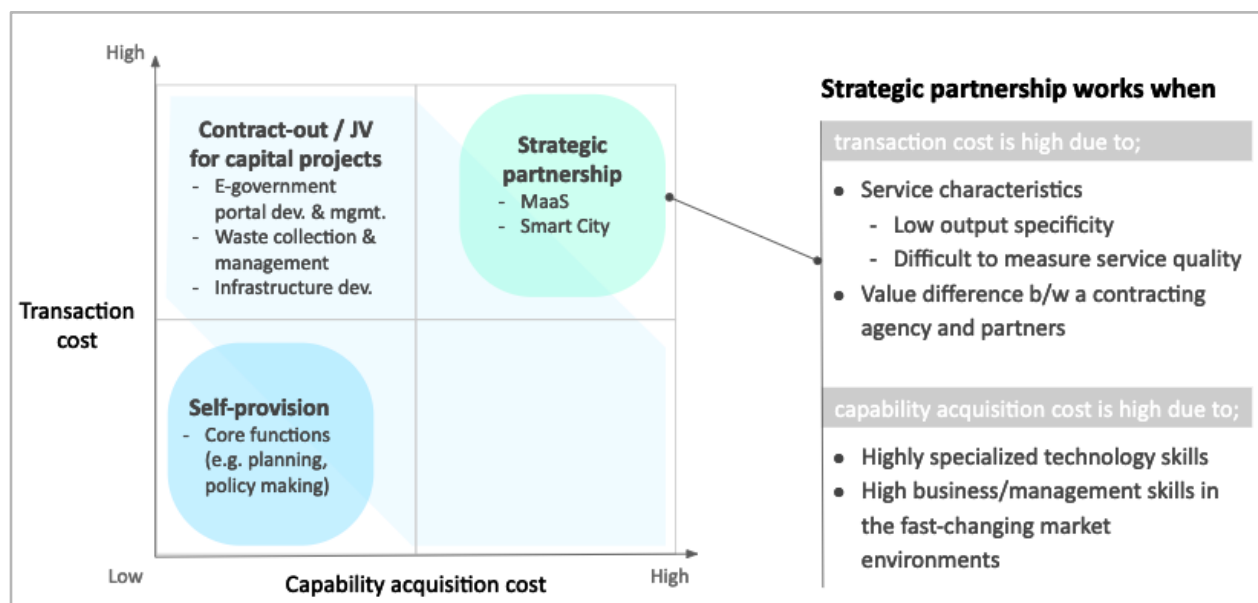 High
Contract-out / JV
for capital projects
- E-government
portal dev. & mgmt.
- Waste collection &
management
- Infrastructure dev.
Strategic
partnership
- MaaS
- Smart City
Transaction
cost
Self-provision
- Core functions
(e.g. planning,
policy making)
Low
Capability acquisition cost
High
Strategic partnership works when
transaction cost is high due to;
● Service characteristics
- Low output specificity
- Difficult to measure service quality
● Value difference b/w a contracting
agency and partners
capability acquisition cost is high due to;
● Highly specialized technology skills
● High business/management skills in
the fast-changing market
environments